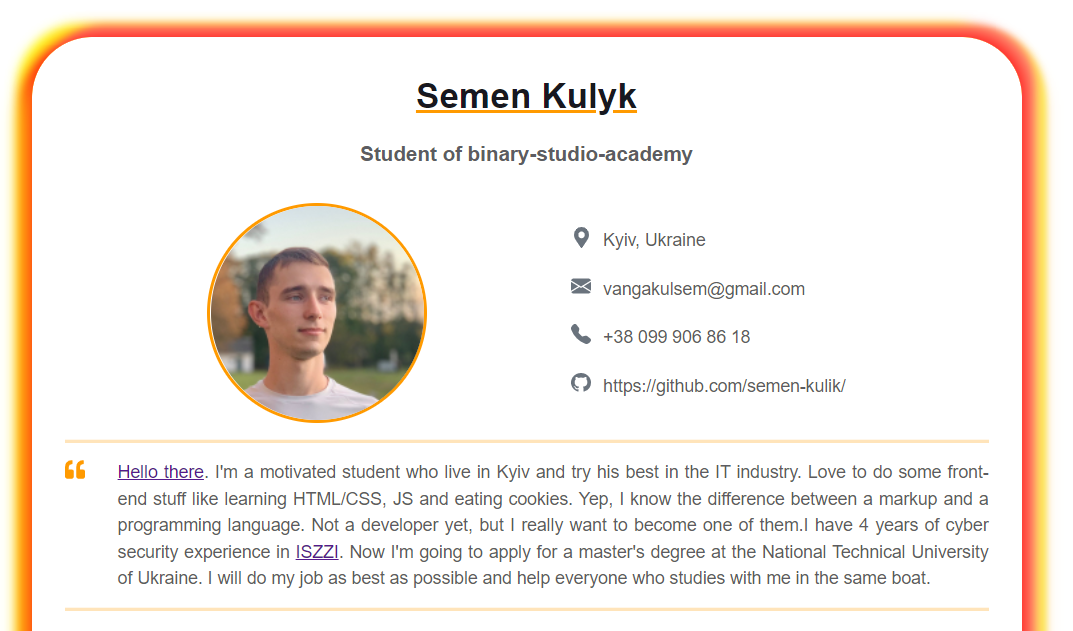 Semen Kulyk
Student of binary-studio-academy
Kyiv, Ukraine
vangakulsem@gmail.com
+38 099 906 86 18
https://github.com/semen-kulik/
Hello there. I'm a motivated student who live in Kyiv and try his best in the IT industry. Love to do some front-
end stuff like learning HTML/CSS, JS and eating cookies. Yep, I know the difference between a markup and a
programming language. Not a developer yet, but I really want to become one of them.I have 4 years of cyber
security experience in ISZZI. Now I'm going to apply for a master's degree at the National Technical University
of Ukraine. I will do my job as best as possible and help everyone who studies with me in the same boat.